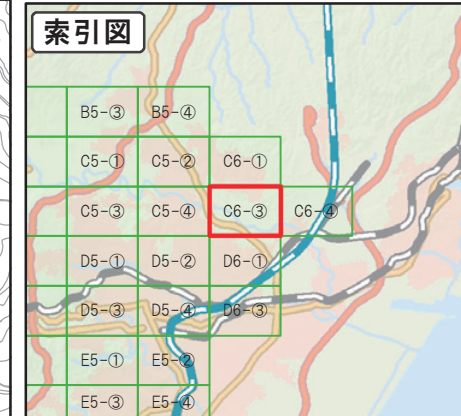 索引図
B5-③ B5-④
C5-① C5-② C6-①
C5-③ C5-④ C6-③ C6-④
D5-① D5-② D6-①
D5-③ D5-④ D6-③
E5-① E5-②
E5-③ E5-④